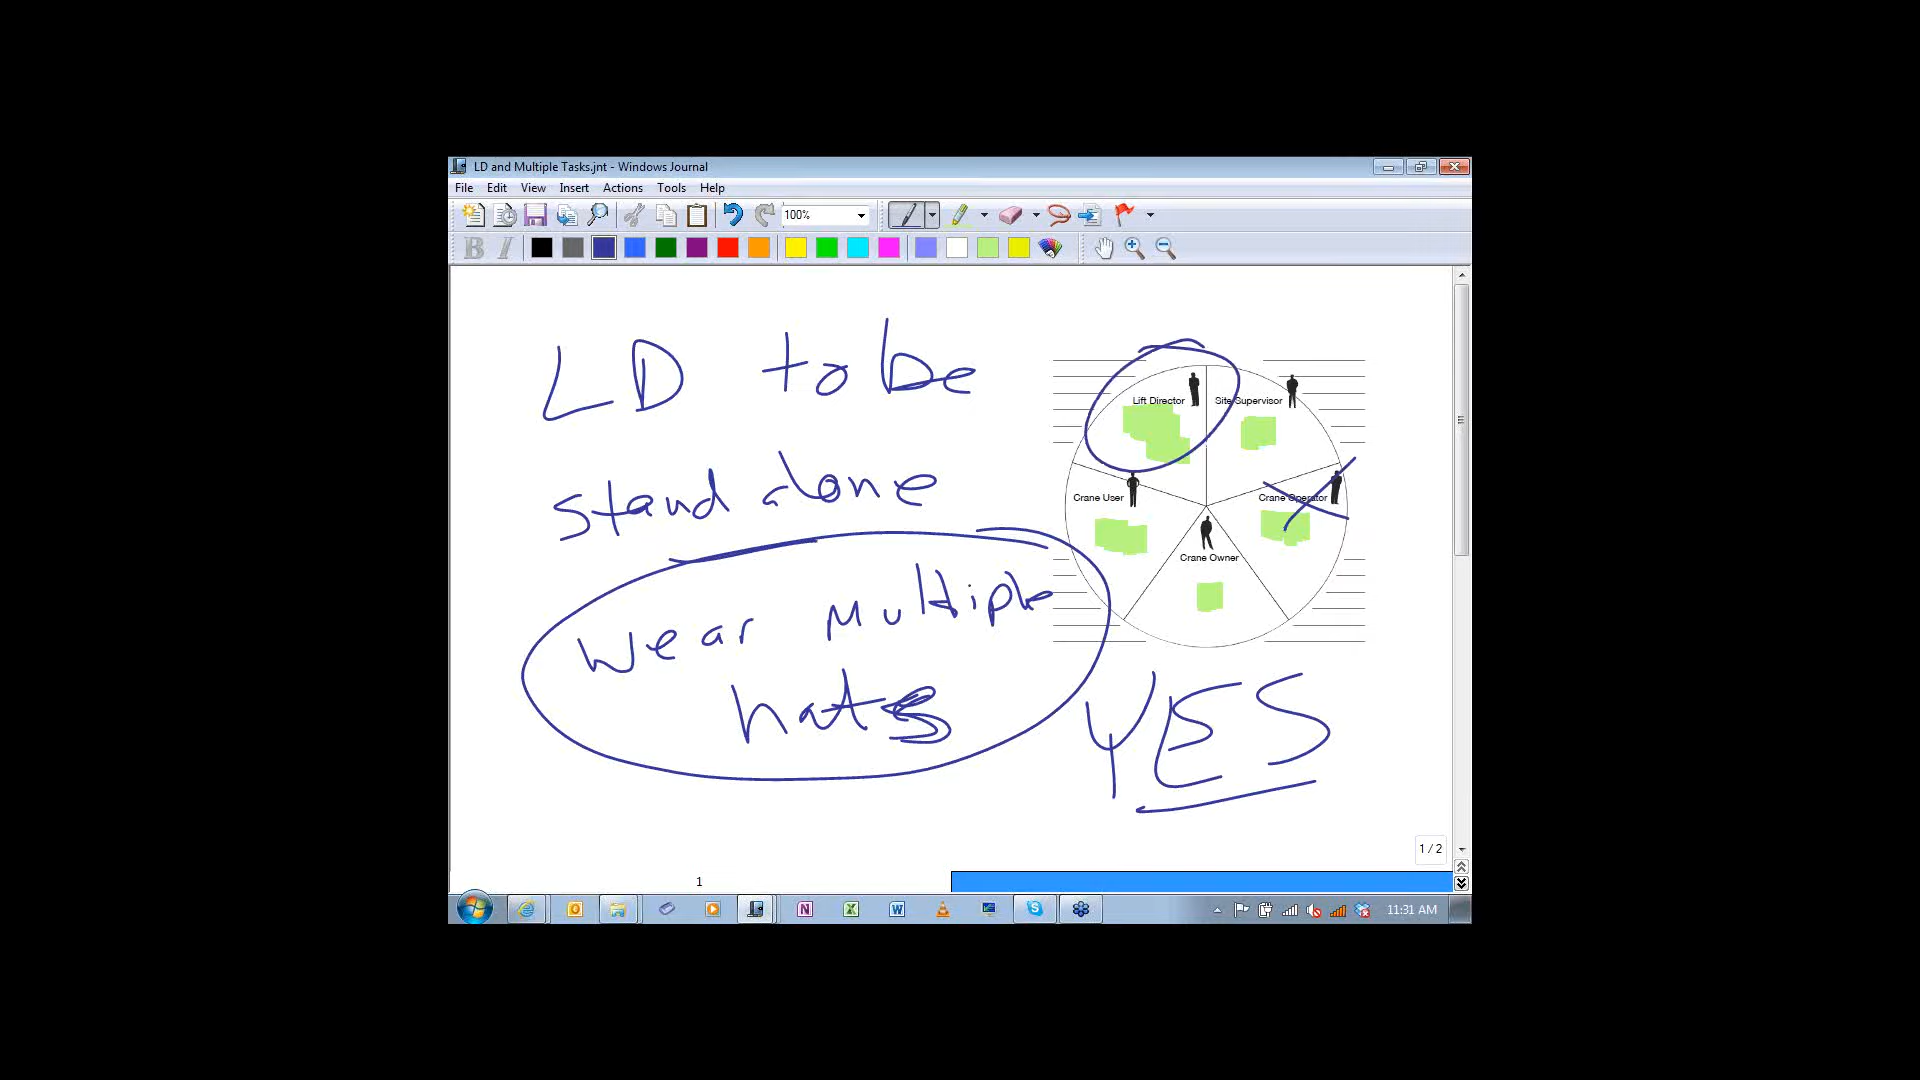 LD and Multiple Tasks.jnt - Windows Journal
File Edit View Insert Actions Tools Help
100%
B I
LD to be
stand alone
Wear Multiple
hats
YES
Lift Director
Site Supervisor
Crane User
Crane Operator
Crane Owner
1 / 2
1
11:31 AM